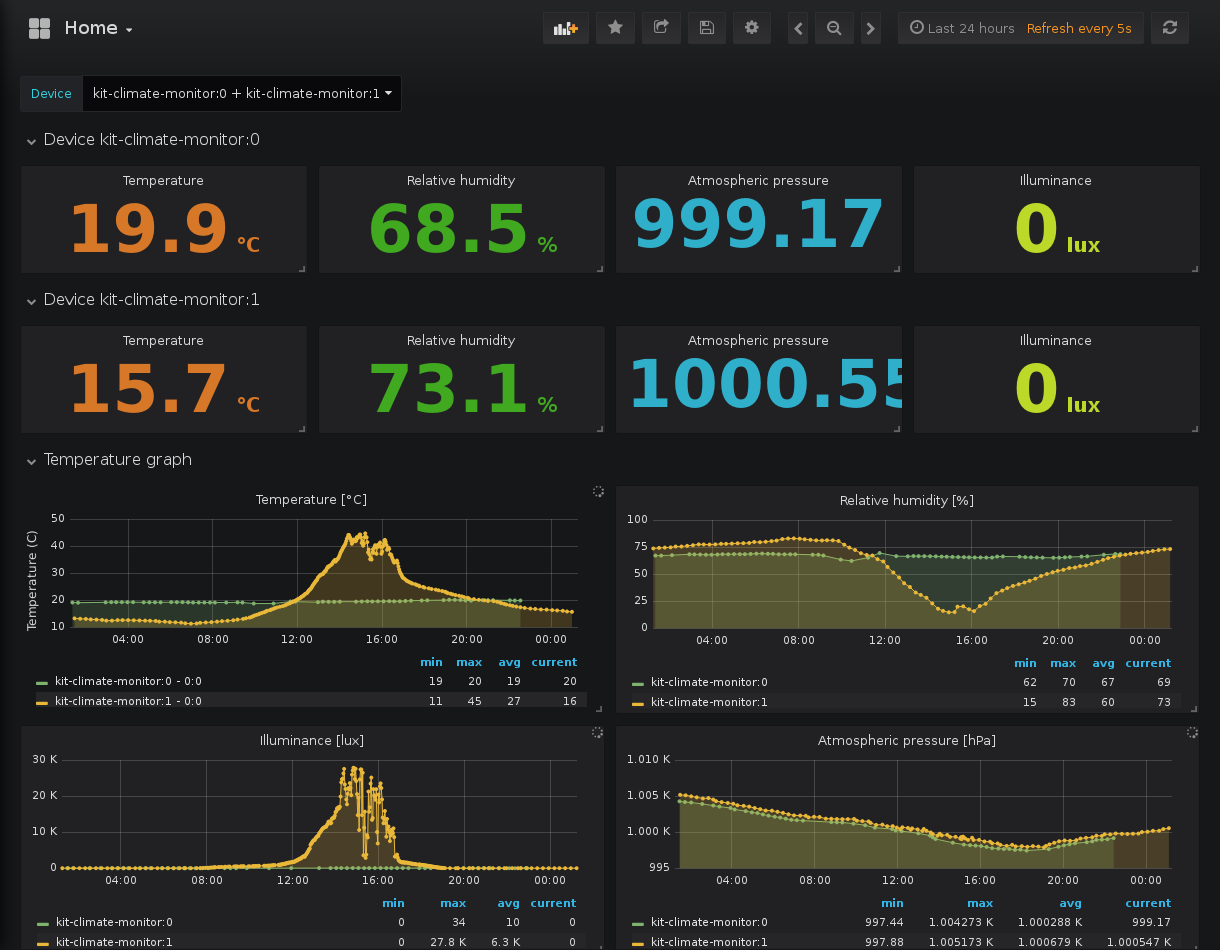 Home
Last 24 hours Refresh every 5s
Device kit-climate-monitor:0 + kit-climate-monitor:1
Device kit-climate-monitor:0
Temperature Relative humidity Atmospheric pressure Illuminance
19.9 °C 68.5 % 999.17 0 lux
Device kit-climate-monitor:1
Temperature Relative humidity Atmospheric pressure Illuminance
15.7 °C 73.1 % 1000.55 0 lux
Temperature graph
Temperature [°C]
Temperature (C)
50
40
30
20
10
04:00 08:00 12:00 16:00 20:00 00:00
min max avg current
kit-climate-monitor:0 - 0:0 19 20 19 20
kit-climate-monitor:1 - 0:0 11 45 27 16
Relative humidity [%]
100
75
50
25
0
04:00 08:00 12:00 16:00 20:00 00:00
min max avg current
kit-climate-monitor:0 62 70 67 69
kit-climate-monitor:1 15 83 60 73
Illuminance [lux]
30 K
20 K
10 K
0
04:00 08:00 12:00 16:00 20:00 00:00
min max avg current
kit-climate-monitor:0 0 34 10 0
kit-climate-monitor:1 0 27.8 K 6.3 K 0
Atmospheric pressure [hPa]
1.010 K
1.005 K
1.000 K
995
04:00 08:00 12:00 16:00 20:00 00:00
min max avg current
kit-climate-monitor:0 997.44 1.004273 K 1.000288 K 999.17
kit-climate-monitor:1 997.88 1.005173 K 1.000679 K 1.000547 K